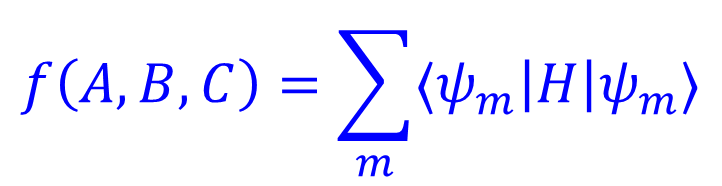 f(A, B, C) = ∑_m ⟨ψ_m|H|ψ_m⟩